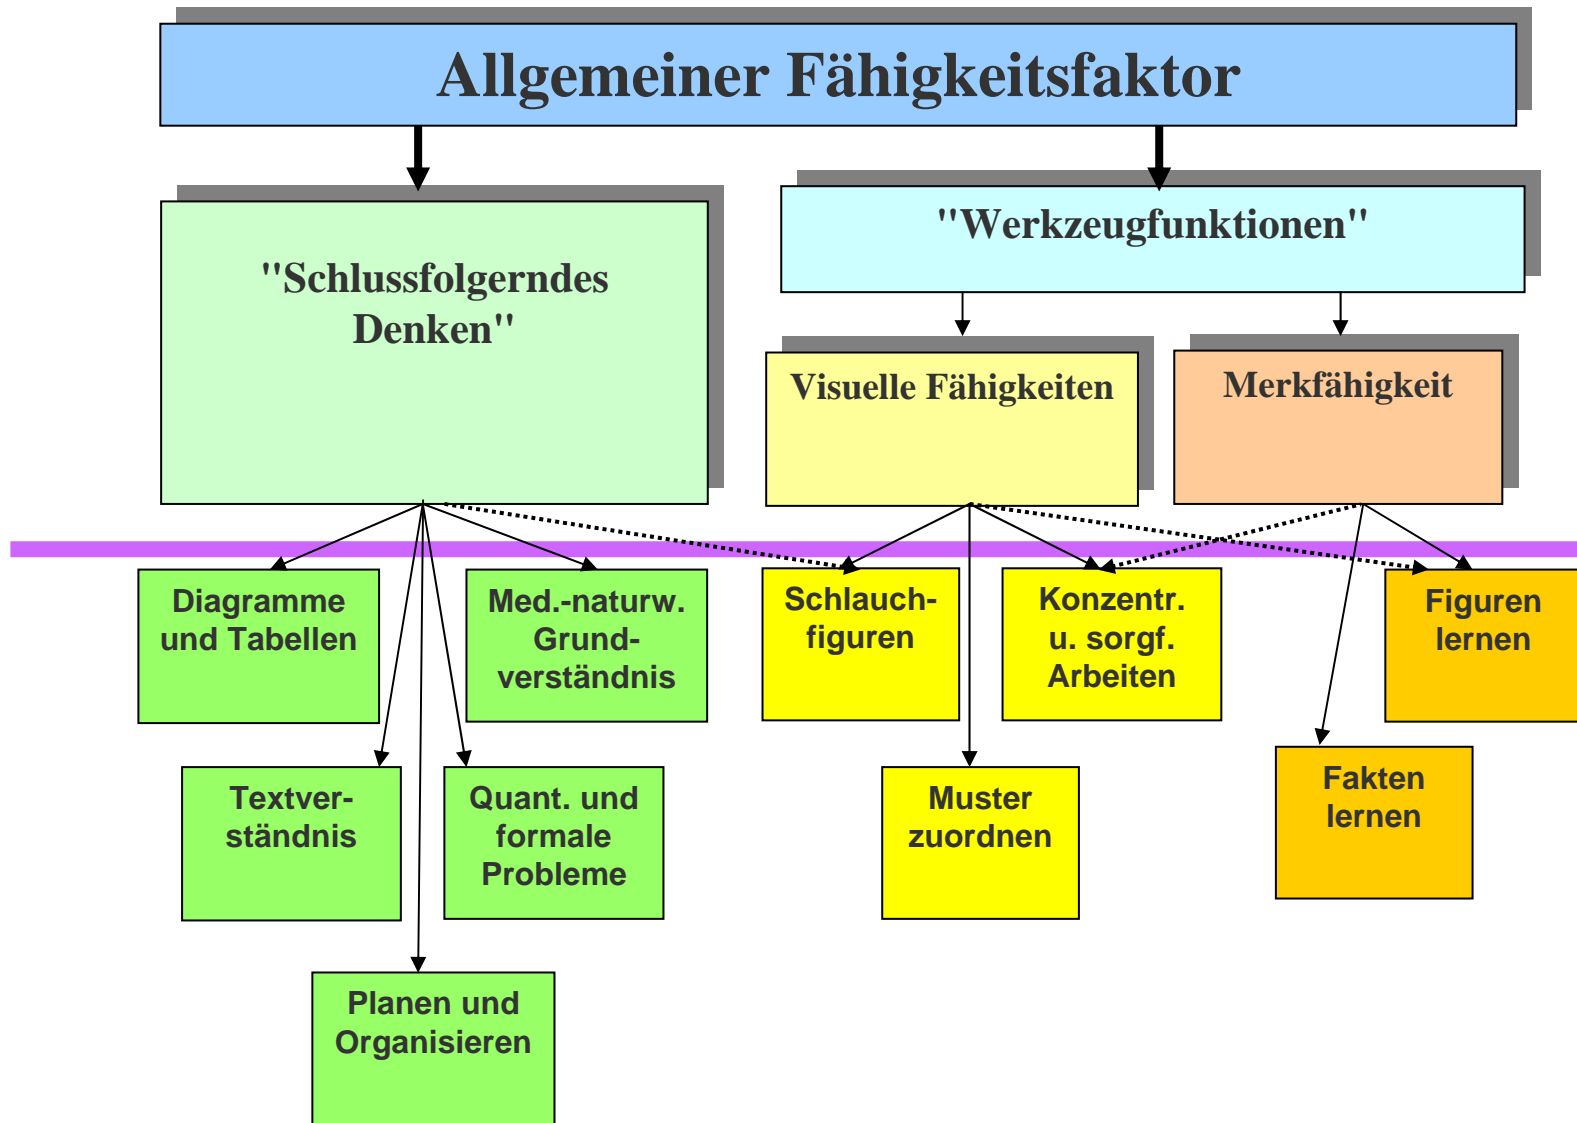 Allgemeiner Fähigkeitsfaktor
"Schlussfolgerndes
Denken"
"Werkzeugfunktionen"
Visuelle Fähigkeiten
Merkfähigkeit
Diagramme
und Tabellen
Med.-naturw.
Grund-
verständnis
Schlauch-
figuren
Konzentr.
u. sorgf.
Arbeiten
Figuren
lernen
Textver-
ständnis
Quant. und
formale
Probleme
Muster
zuordnen
Fakten
lernen
Planen und
Organisieren